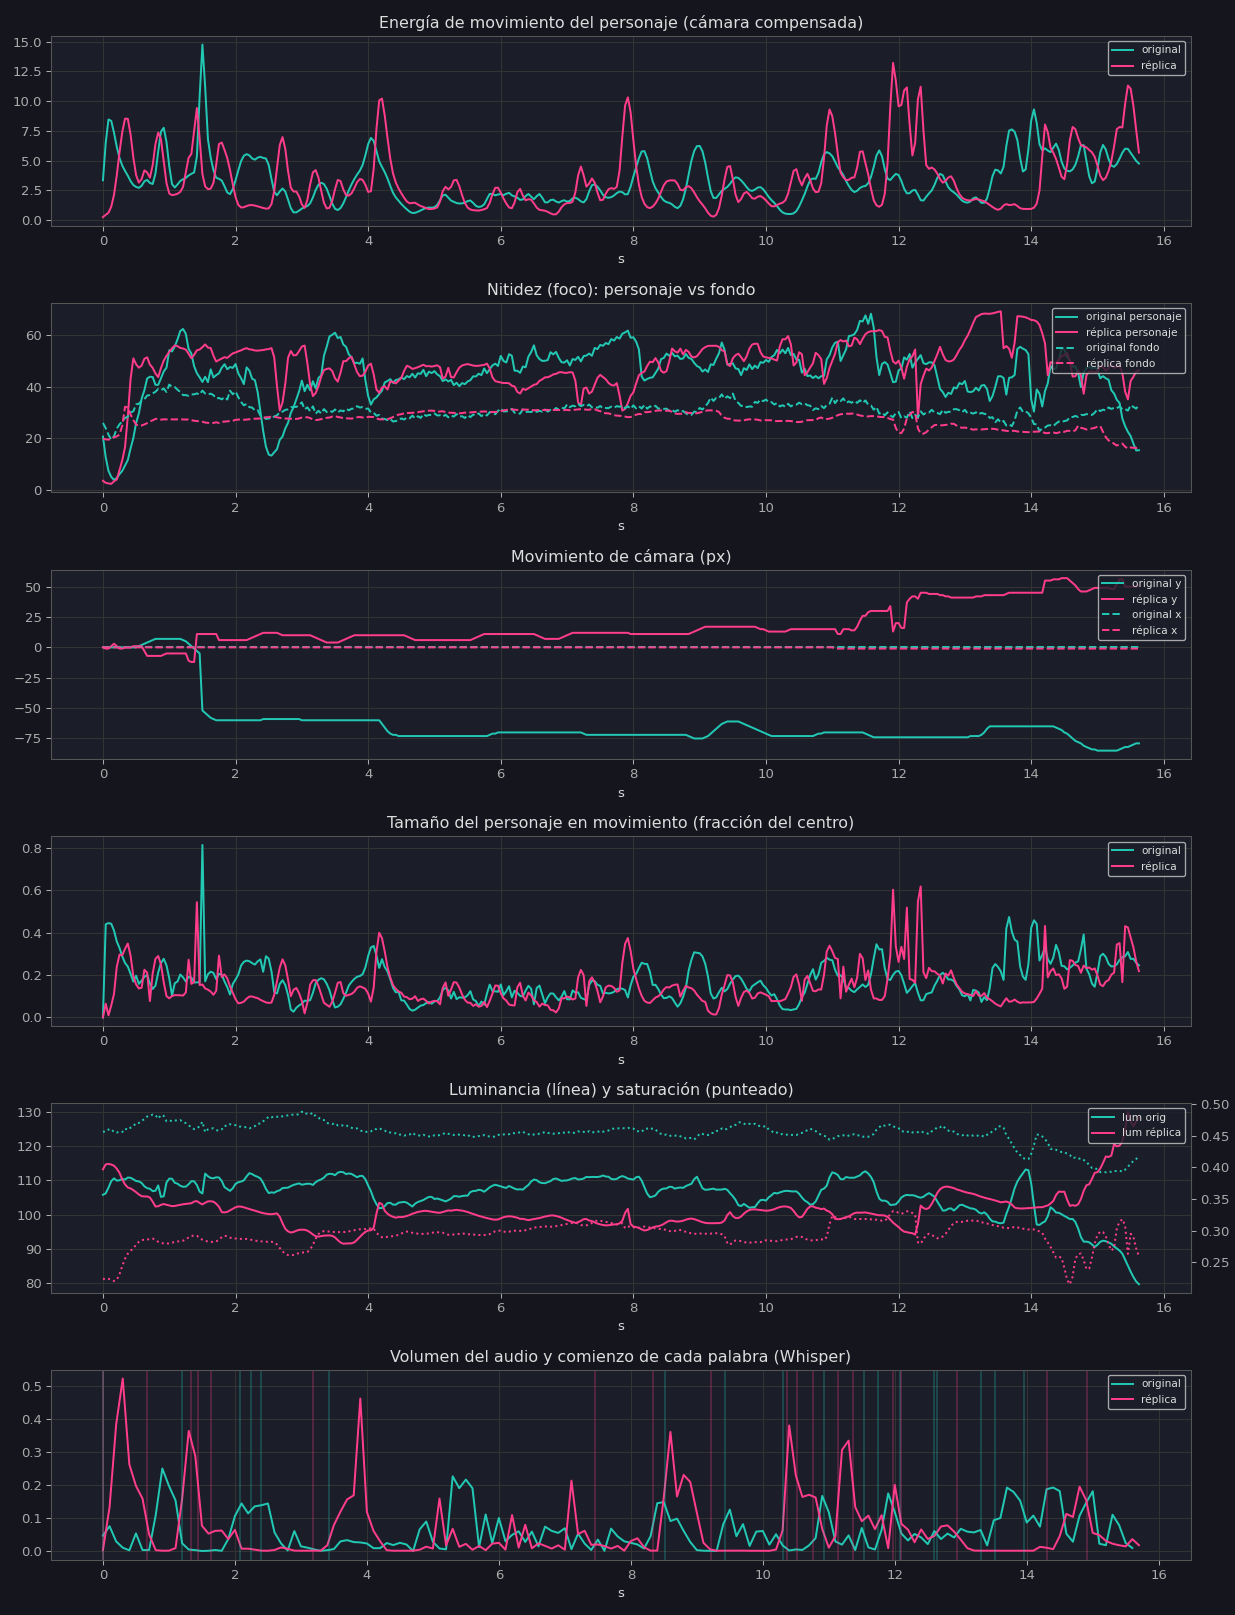 Energía de movimiento del personaje (cámara compensada)
15.0
12.5
10.0
7.5
5.0
2.5
0.0
original
réplica
0 2 4 6 8 10 12 14 16
s
Nitidez (foco): personaje vs fondo
60
40
20
0
original personaje
réplica personaje
original fondo
réplica fondo
0 2 4 6 8 10 12 14 16
s
Movimiento de cámara (px)
50
25
0
−25
−50
−75
original y
réplica y
original x
réplica x
0 2 4 6 8 10 12 14 16
s
Tamaño del personaje en movimiento (fracción del centro)
0.8
0.6
0.4
0.2
0.0
original
réplica
0 2 4 6 8 10 12 14 16
s
Luminancia (línea) y saturación (punteado)
130
120
110
100
90
80
lum orig
lum réplica
0.50
0.45
0.40
0.35
0.30
0.25
0 2 4 6 8 10 12 14 16
s
Volumen del audio y comienzo de cada palabra (Whisper)
0.5
0.4
0.3
0.2
0.1
0.0
original
réplica
0 2 4 6 8 10 12 14 16
s